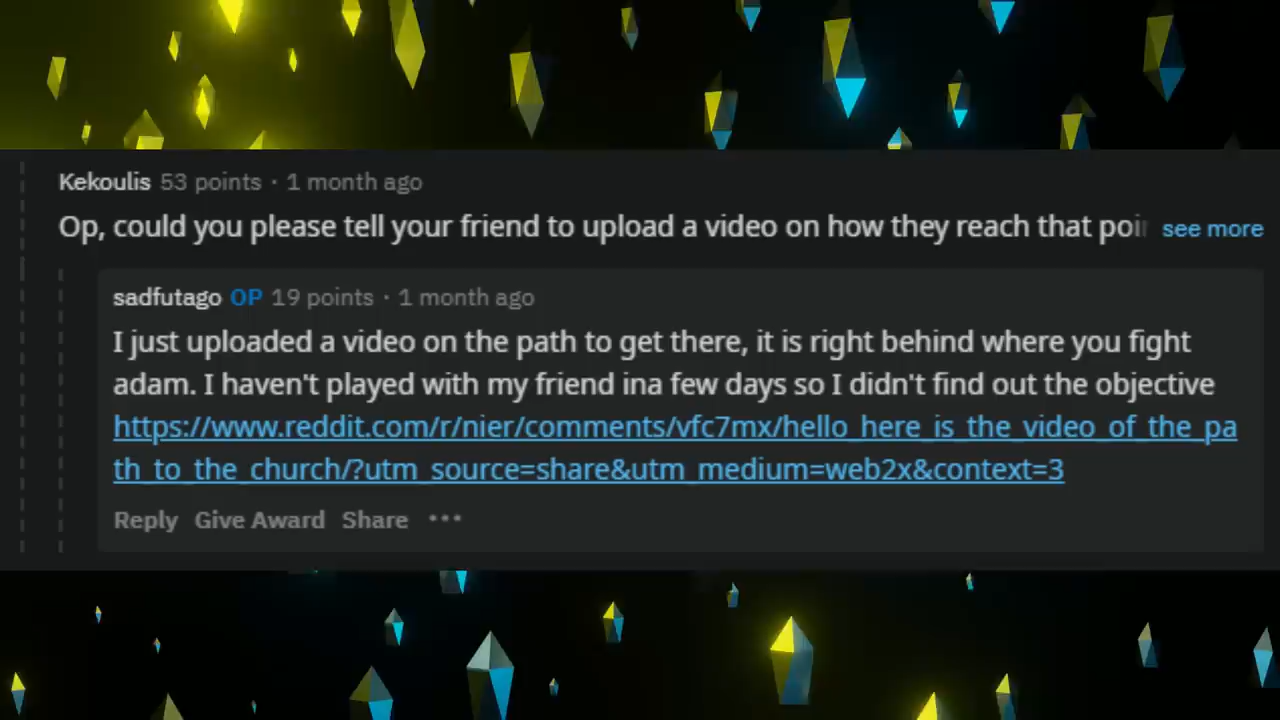 Kekoulis 53 points · 1 month ago
Op, could you please tell your friend to upload a video on how they reach that see more
sadfutago OP 19 points · 1 month ago
I just uploaded a video on the path to get there, it is right behind where you fight
adam. I haven't played with my friend ina few days so I didn't find out the objective
https://www.reddit.com/r/nier/comments/vfc7mx/hello_here_is_the_video_of_the_pa
th_to_the_church/?utm_source=share&utm_medium=web2x&context=3
Reply Give Award Share •••